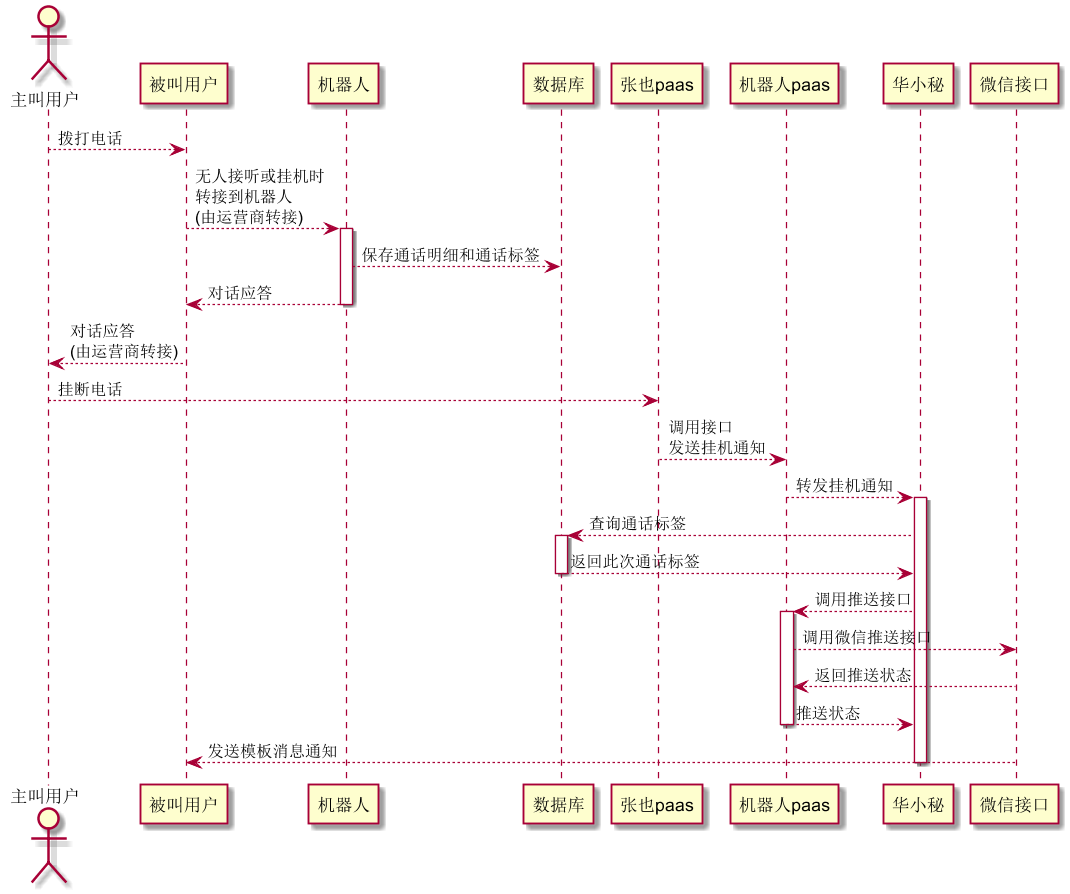 主叫用户
被叫用户
机器人
数据库
张也paas
机器人paas
华小秘
微信接口
拨打电话
无人接听或挂机时
转接到机器人
(由运营商转接)
保存通话明细和通话标签
对话应答
对话应答
(由运营商转接)
挂断电话
调用接口
发送挂机通知
转发挂机通知
查询通话标签
返回此次通话标签
调用推送接口
调用微信推送接口
返回推送状态
推送状态
发送模板消息通知
主叫用户
被叫用户
机器人
数据库
张也paas
机器人paas
华小秘
微信接口